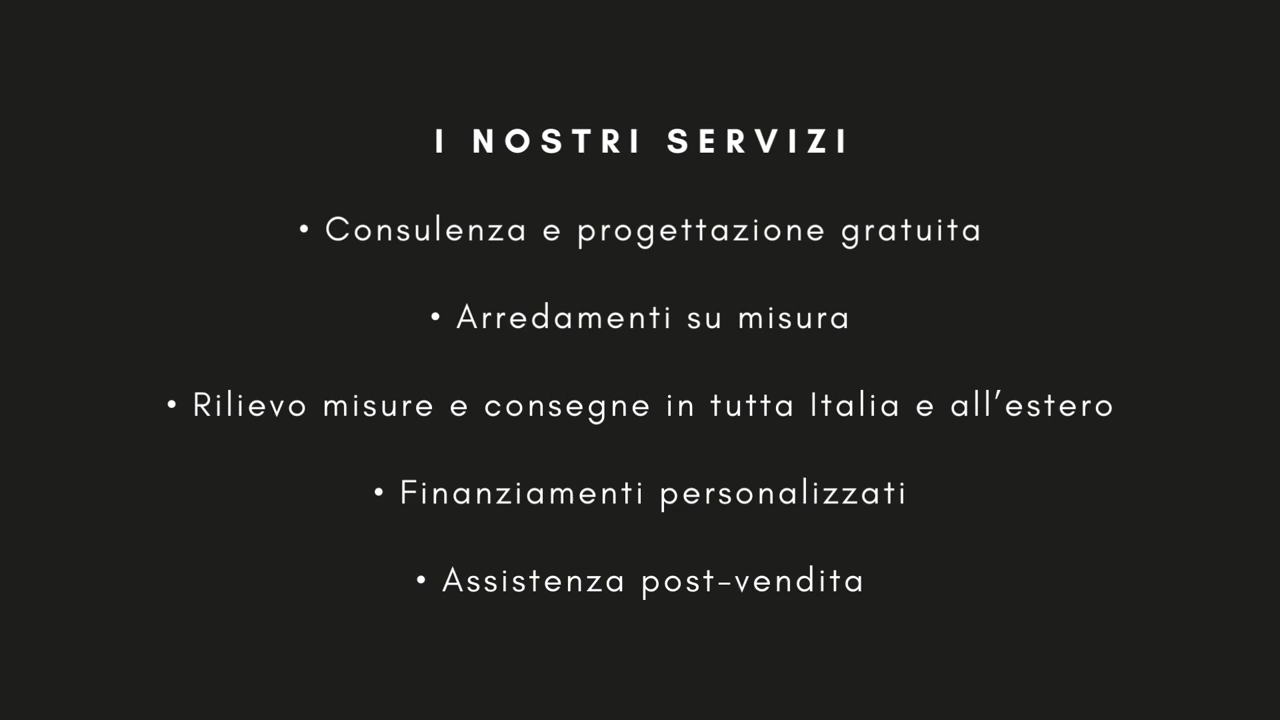 I NOSTRI SERVIZI
• Consulenza e progettazione gratuita
• Arredamenti su misura
• Rilievo misure e consegne in tutta Italia e all’estero
• Finanziamenti personalizzati
• Assistenza post-vendita